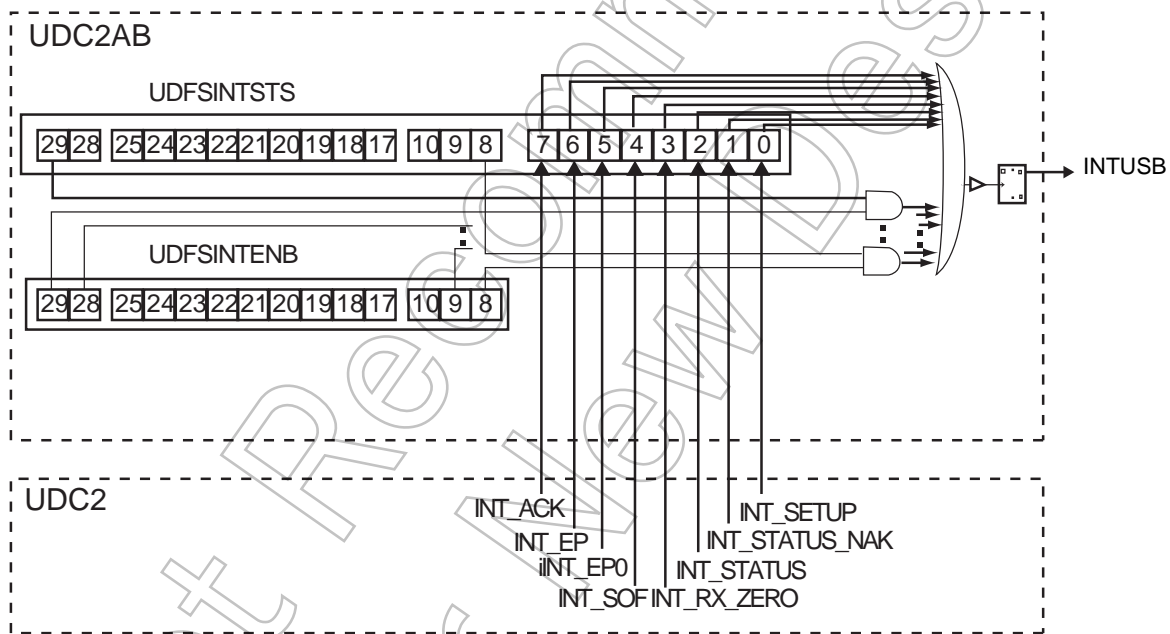 UDC2AB
UDFSINTSTS
29 28 25 24 23 22 21 20 19 18 17 10 9 8 7 6 5 4 3 2 1 0
INTUSB
UDFSINTENB
29 28 25 24 23 22 21 20 19 18 17 10 9 8
UDC2
INT_ACK
INT_SETUP
INT_EP
INT_STATUS_NAK
iINT_EP0
INT_STATUS
INT_SOF
INT_RX_ZERO